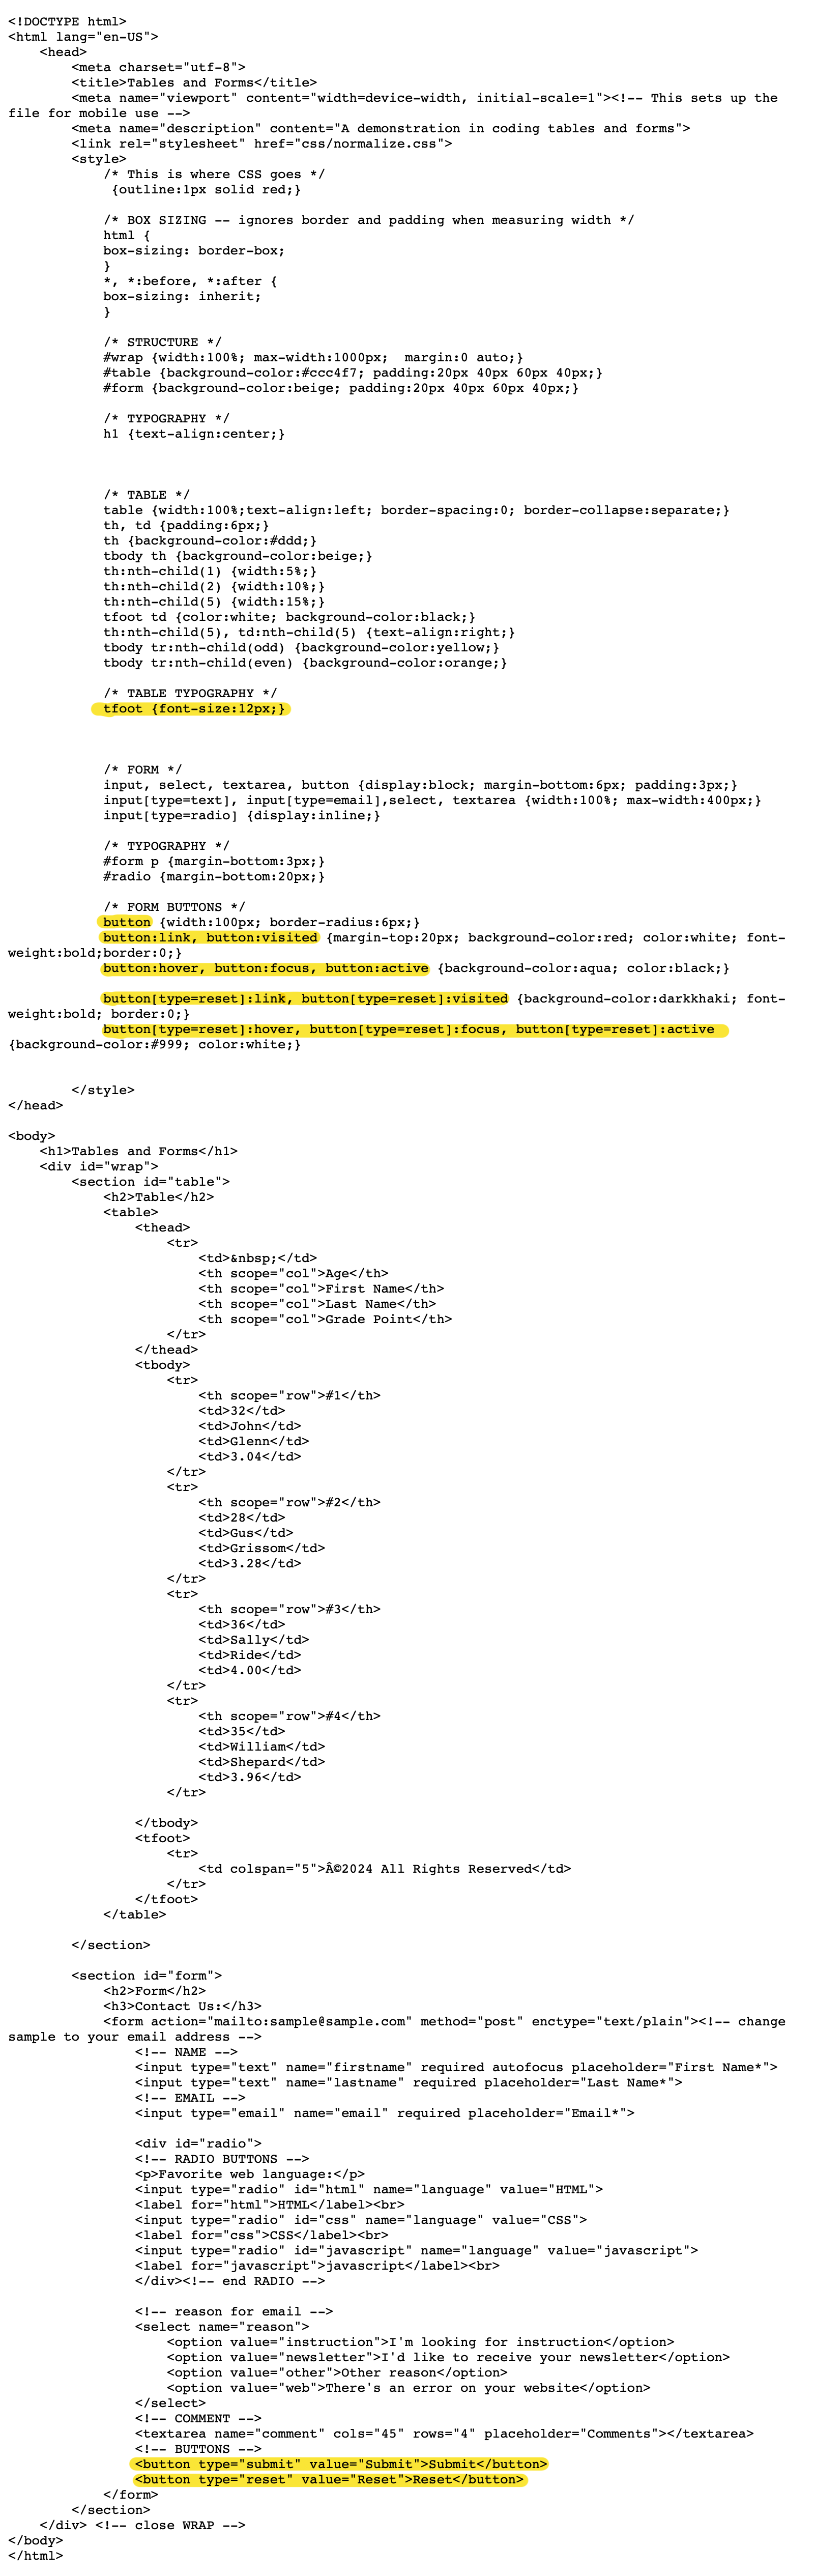 <!DOCTYPE html>
<html lang="en-US">
    <head>
        <meta charset="utf-8">
        <title>Tables and Forms</title>
        <meta name="viewport" content="width=device-width, initial-scale=1"><!-- This sets up the
file for mobile use -->
        <meta name="description" content="A demonstration in coding tables and forms">
        <link rel="stylesheet" href="css/normalize.css">
        <style>
            /* This is where CSS goes */
             {outline:1px solid red;}

            /* BOX SIZING -- ignores border and padding when measuring width */
            html {
            box-sizing: border-box;
            }
            *, *:before, *:after {
            box-sizing: inherit;
            }

            /* STRUCTURE */
            #wrap {width:100%; max-width:1000px;  margin:0 auto;}
            #table {background-color:#ccc4f7; padding:20px 40px 60px 40px;}
            #form {background-color:beige; padding:20px 40px 60px 40px;}

            /* TYPOGRAPHY */
            h1 {text-align:center;}

            /* TABLE */
            table {width:100%;text-align:left; border-spacing:0; border-collapse:separate;}
            th, td {padding:6px;}
            th {background-color:#ddd;}
            tbody th {background-color:beige;}
            th:nth-child(1) {width:5%;}
            th:nth-child(2) {width:10%;}
            th:nth-child(5) {width:15%;}
            tfoot td {color:white; background-color:black;}
            th:nth-child(5), td:nth-child(5) {text-align:right;}
            tbody tr:nth-child(odd) {background-color:yellow;}
            tbody tr:nth-child(even) {background-color:orange;}

            /* TABLE TYPOGRAPHY */
            tfoot {font-size:12px;}

            /* FORM */
            input, select, textarea, button {display:block; margin-bottom:6px; padding:3px;}
            input[type=text], input[type=email],select, textarea {width:100%; max-width:400px;}
            input[type=radio] {display:inline;}

            /* TYPOGRAPHY */
            #form p {margin-bottom:3px;}
            #radio {margin-bottom:20px;}

            /* FORM BUTTONS */
            button {width:100px; border-radius:6px;}
            button:link, button:visited {margin-top:20px; background-color:red; color:white; font-
weight:bold;border:0;}
            button:hover, button:focus, button:active {background-color:aqua; color:black;}

            button[type=reset]:link, button[type=reset]:visited {background-color:darkkhaki; font-
weight:bold; border:0;}
            button[type=reset]:hover, button[type=reset]:focus, button[type=reset]:active
{background-color:#999; color:white;}

        </style>
</head>

<body>
    <h1>Tables and Forms</h1>
    <div id="wrap">
        <section id="table">
            <h2>Table</h2>
            <table>
                <thead>
                    <tr>
                        <td>&nbsp;</td>
                        <th scope="col">Age</th>
                        <th scope="col">First Name</th>
                        <th scope="col">Last Name</th>
                        <th scope="col">Grade Point</th>
                    </tr>
                </thead>
                <tbody>
                    <tr>
                        <th scope="row">#1</th>
                        <td>32</td>
                        <td>John</td>
                        <td>Glenn</td>
                        <td>3.04</td>
                    </tr>
                    <tr>
                        <th scope="row">#2</th>
                        <td>28</td>
                        <td>Gus</td>
                        <td>Grissom</td>
                        <td>3.28</td>
                    </tr>
                    <tr>
                        <th scope="row">#3</th>
                        <td>36</td>
                        <td>Sally</td>
                        <td>Ride</td>
                        <td>4.00</td>
                    </tr>
                    <tr>
                        <th scope="row">#4</th>
                        <td>35</td>
                        <td>William</td>
                        <td>Shepard</td>
                        <td>3.96</td>
                    </tr>

                </tbody>
                <tfoot>
                    <tr>
                        <td colspan="5">Â©2024 All Rights Reserved</td>
                    </tr>
                </tfoot>
            </table>

        </section>

        <section id="form">
            <h2>Form</h2>
            <h3>Contact Us:</h3>
            <form action="mailto:sample@sample.com" method="post" enctype="text/plain"><!-- change
sample to your email address -->
                <!-- NAME -->
                <input type="text" name="firstname" required autofocus placeholder="First Name*">
                <input type="text" name="lastname" required placeholder="Last Name*">
                <!-- EMAIL -->
                <input type="email" name="email" required placeholder="Email*">

                <div id="radio">
                <!-- RADIO BUTTONS -->
                <p>Favorite web language:</p>
                <input type="radio" id="html" name="language" value="HTML">
                <label for="html">HTML</label><br>
                <input type="radio" id="css" name="language" value="CSS">
                <label for="css">CSS</label><br>
                <input type="radio" id="javascript" name="language" value="javascript">
                <label for="javascript">javascript</label><br>
                </div><!-- end RADIO -->

                <!-- reason for email -->
                <select name="reason">
                    <option value="instruction">I'm looking for instruction</option>
                    <option value="newsletter">I'd like to receive your newsletter</option>
                    <option value="other">Other reason</option>
                    <option value="web">There's an error on your website</option>
                </select>
                <!-- COMMENT -->
                <textarea name="comment" cols="45" rows="4" placeholder="Comments"></textarea>
                <!-- BUTTONS -->
                <button type="submit" value="Submit">Submit</button>
                <button type="reset" value="Reset">Reset</button>
            </form>
        </section>
    </div> <!-- close WRAP -->
</body>
</html>